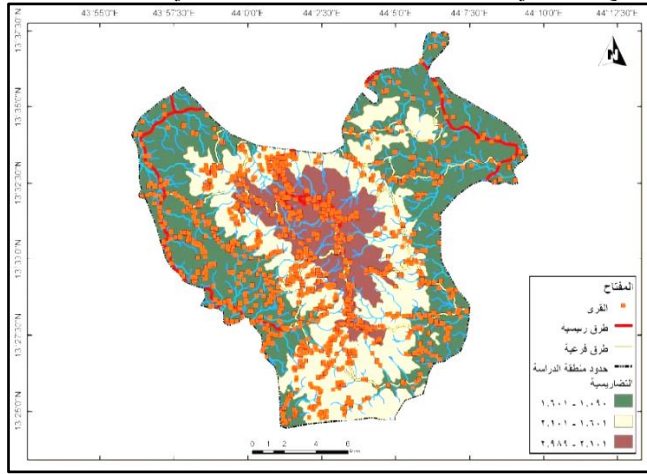 43°55'0"E 43°57'30"E 44°0'0"E 44°2'30"E 44°5'0"E 44°7'30"E 44°10'0"E 44°12'30"E
13°37'30"N
13°35'0"N
13°32'30"N
13°27'30"N
13°25'0"N
المفتاح
القرى
طرق رئيسية
طرق فرعية
حدود منطقة الدراسة
التضاريسية
١.٠٩٠ - ١.٦٠١
١.٦٠١ - ٢.١٠١
٢.١٠١ - ٢.٩٨٩
0 1 2 4 6